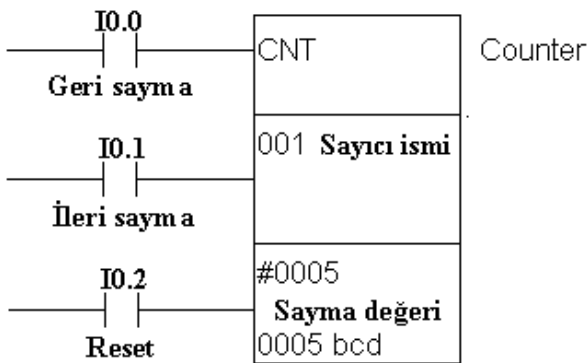 I0.0
CNT
Counter
Geri sayma
I0.1
001 Sayıcı ismi
İleri sayma
I0.2
#0005
Sayma değeri
Reset
0005 bcd